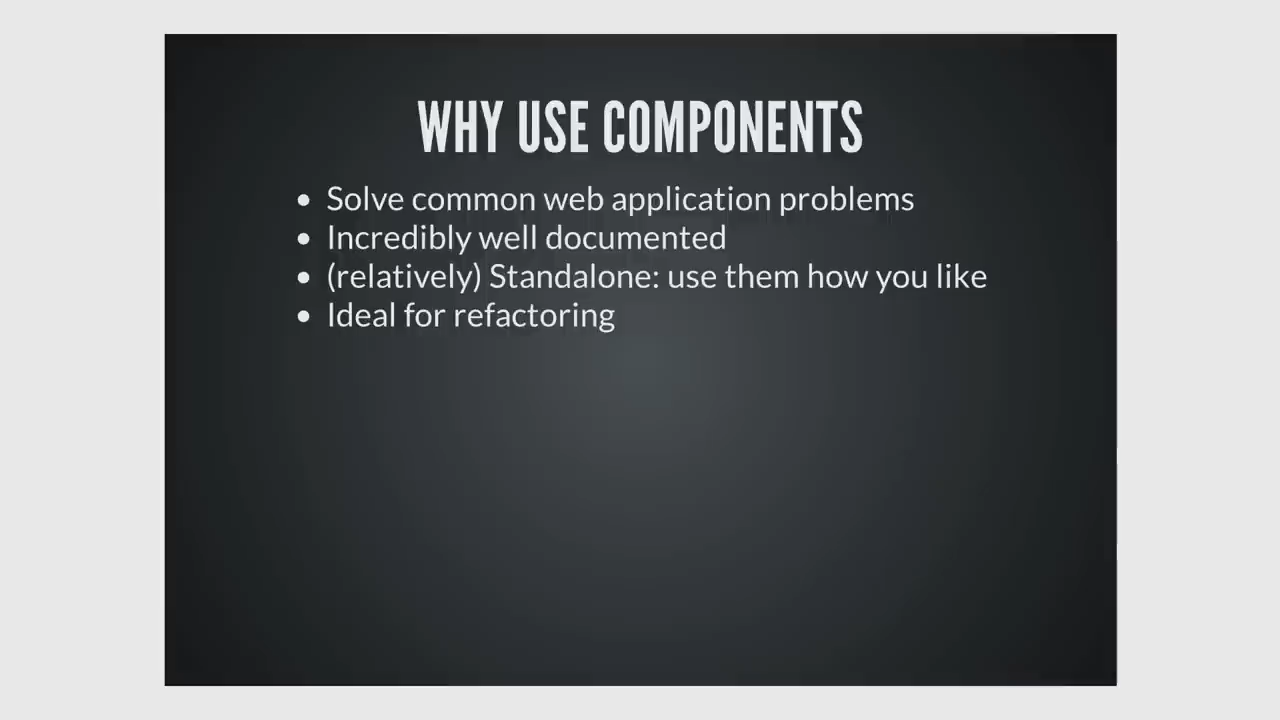 WHY USE COMPONENTS
Solve common web application problems
Incredibly well documented
(relatively) Standalone: use them how you like
Ideal for refactoring